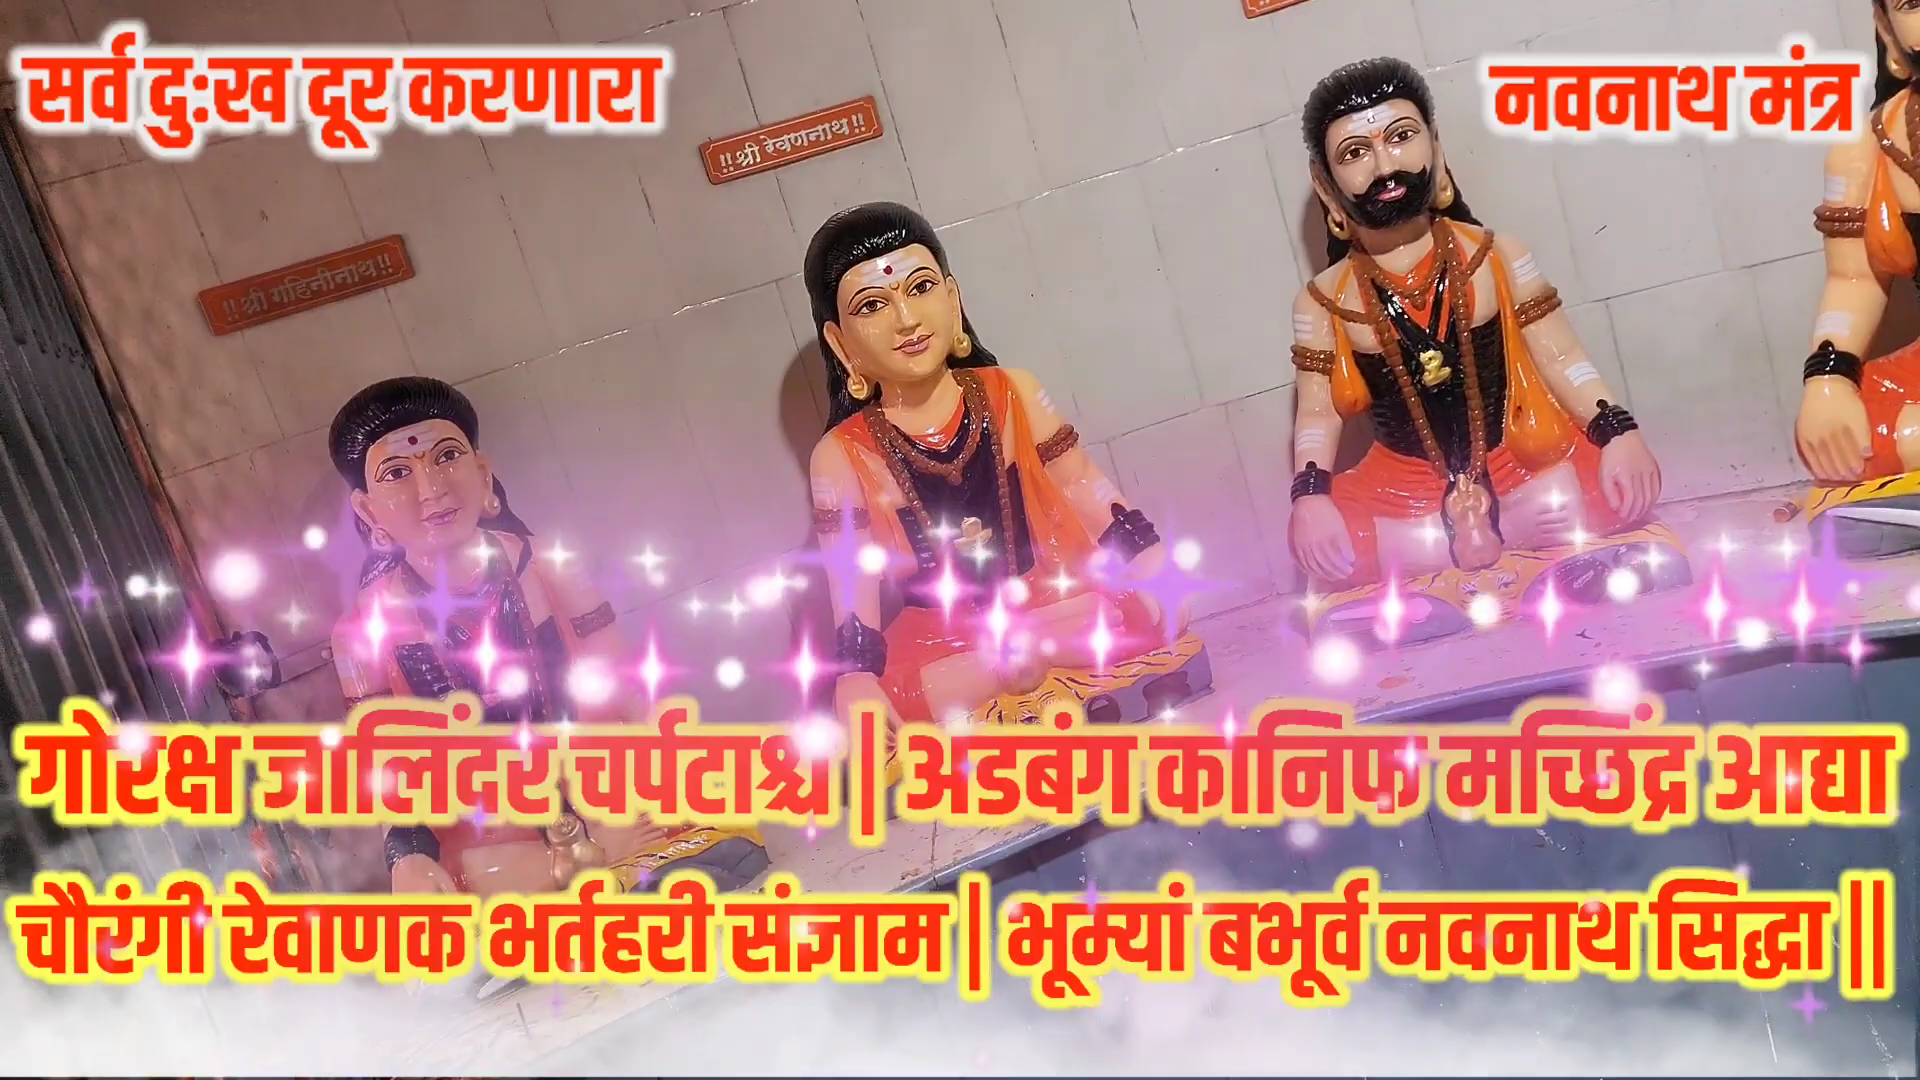 सर्व दुःख दूर करणारा
नवनाथ मंत्र
!!श्री रेवणनाथ!!
!!श्री गहिनीनाथ!!
गोरक्ष जालिंदर चर्पटाश्च | अडबंग कानिफ मच्छिंद्र आद्या
चौरंगी रेवाणक भर्तहरी संज्ञाम | भूम्यां बभूर्व नवनाथ सिद्धा ||